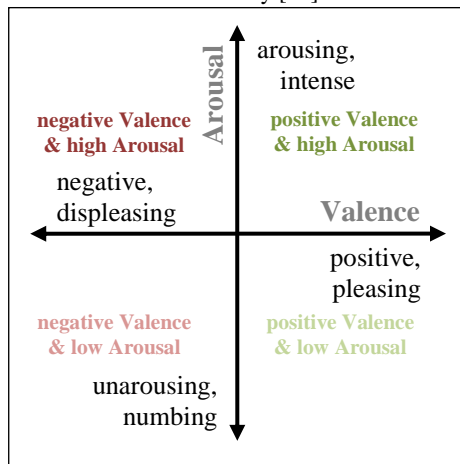 arousing,
intense
Arousal
negative Valence
& high Arousal
positive Valence
& high Arousal
negative,
displeasing
Valence
positive,
pleasing
negative Valence
& low Arousal
positive Valence
& low Arousal
unarousing,
numbing